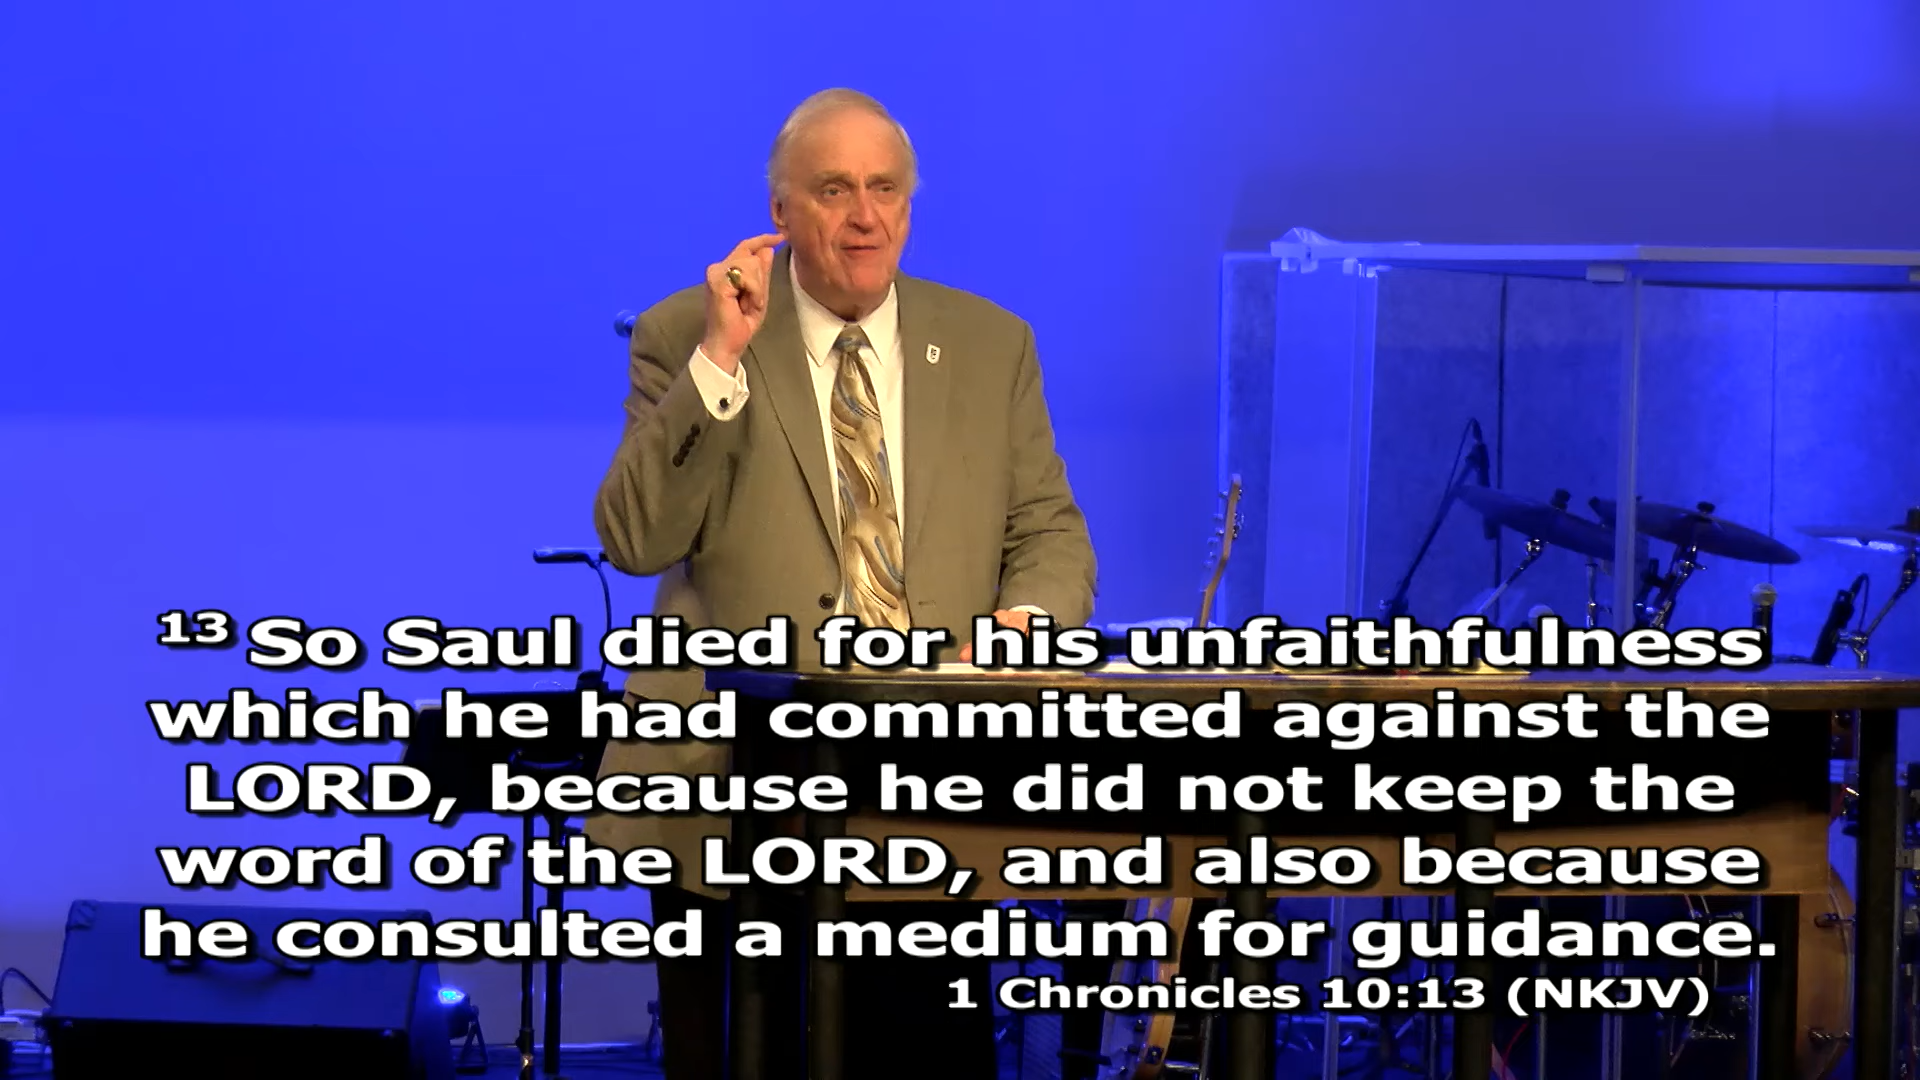 13 So Saul died for his unfaithfulness
which he had committed against the
LORD, because he did not keep the
word of the LORD, and also because
he consulted a medium for guidance.
1 Chronicles 10:13 (NKJV)